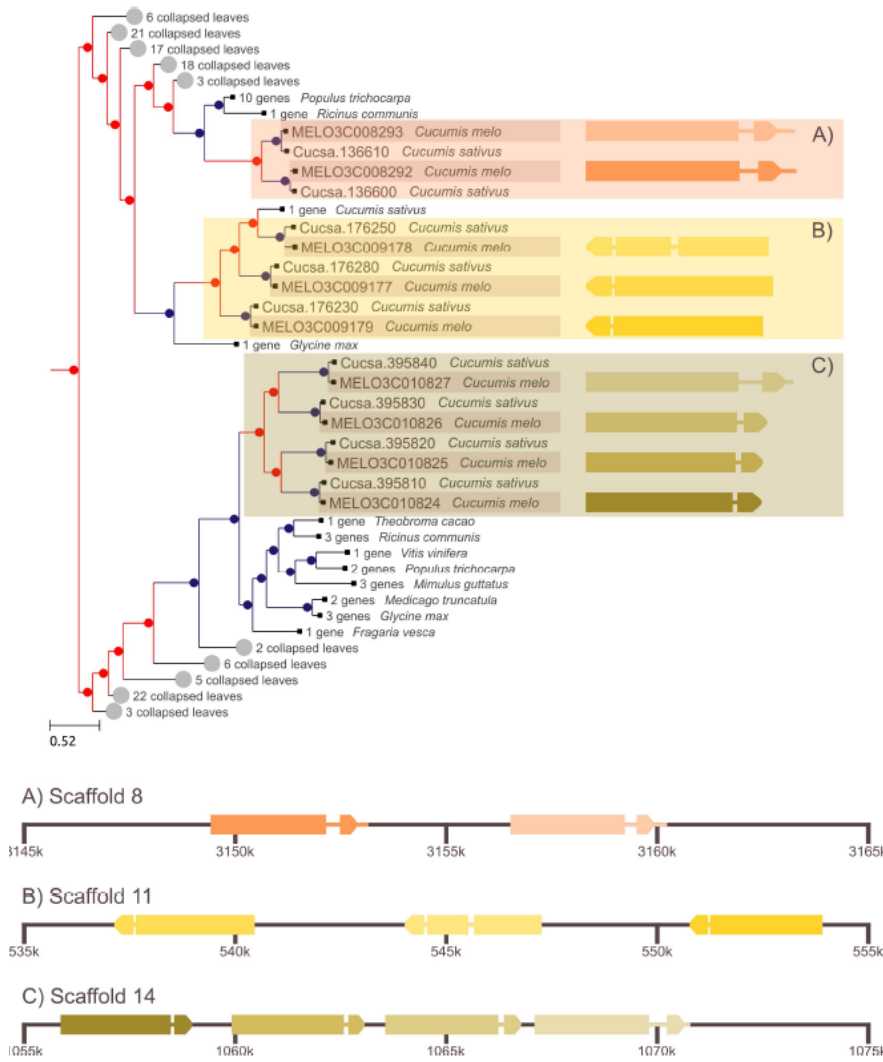 6 collapsed leaves
21 collapsed leaves
17 collapsed leaves
18 collapsed leaves
3 collapsed leaves
10 genes Populus trichocarpa
1 gene Ricinus communis
MELO3C008293 Cucumis melo A)
Cucsa.136610 Cucumis sativus
MELO3C008292 Cucumis melo
Cucsa.136600 Cucumis sativus
1 gene Cucumis sativus
Cucsa.176250 Cucumis sativus B)
MELO3C009178 Cucumis melo
Cucsa.176280 Cucumis sativus
MELO3C009177 Cucumis melo
Cucsa.176230 Cucumis sativus
MELO3C009179 Cucumis melo
1 gene Glycine max
Cucsa.395840 Cucumis sativus C)
MELO3C010827 Cucumis melo
Cucsa.395830 Cucumis sativus
MELO3C010826 Cucumis melo
Cucsa.395820 Cucumis sativus
MELO3C010825 Cucumis melo
Cucsa.395810 Cucumis sativus
MELO3C010824 Cucumis melo
1 gene Theobroma cacao
3 genes Ricinus communis
1 gene Vitis vinifera
2 genes Populus trichocarpa
3 genes Mimulus guttatus
2 genes Medicago truncatula
3 genes Glycine max
1 gene Fragaria vesca
2 collapsed leaves
6 collapsed leaves
5 collapsed leaves
22 collapsed leaves
3 collapsed leaves
0.52
A) Scaffold 8
3145k 3150k 3155k 3160k 3165k
B) Scaffold 11
535k 540k 545k 550k 555k
C) Scaffold 14
1055k 1060k 1065k 1070k 1075k